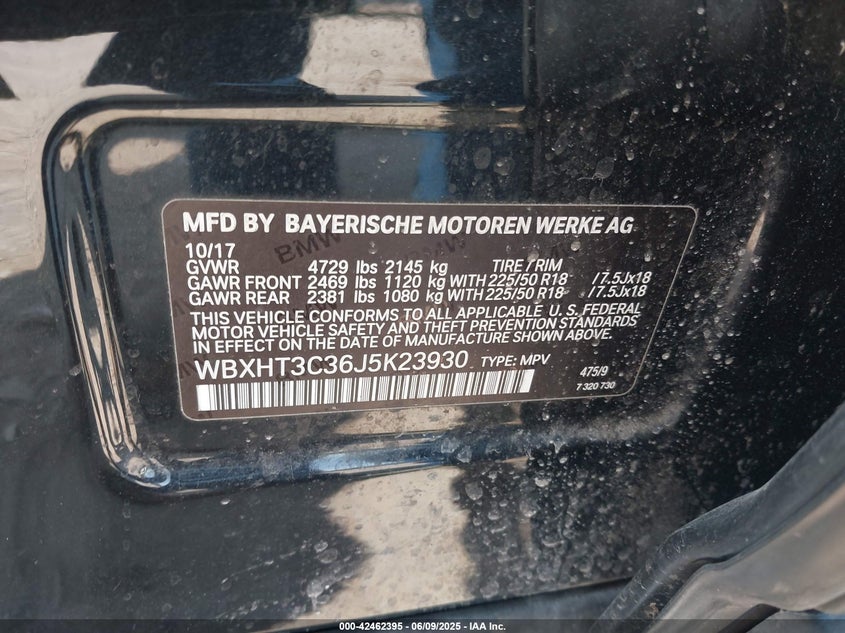 MFD BY BAYERISCHE MOTOREN WERKE AG
10/17
GVWR 4729 lbs 2145 kg TIRE / RIM
GAWR FRONT 2469 lbs 1120 kg WITH 225/50 R18 / 7.5Jx18
GAWR REAR 2381 lbs 1080 kg WITH 225/50 R18 / 7.5Jx18
THIS VEHICLE CONFORMS TO ALL APPLICABLE U. S. FEDERAL
MOTOR VEHICLE SAFETY AND THEFT PREVENTION STANDARDS
IN EFFECT ON THE DATE OF MANUFACTURE SHOWN ABOVE.
WBXHT3C36J5K23930 TYPE: MPV 475/9
7 320 730
000-42462395 - 06/09/2025 - IAA Inc.